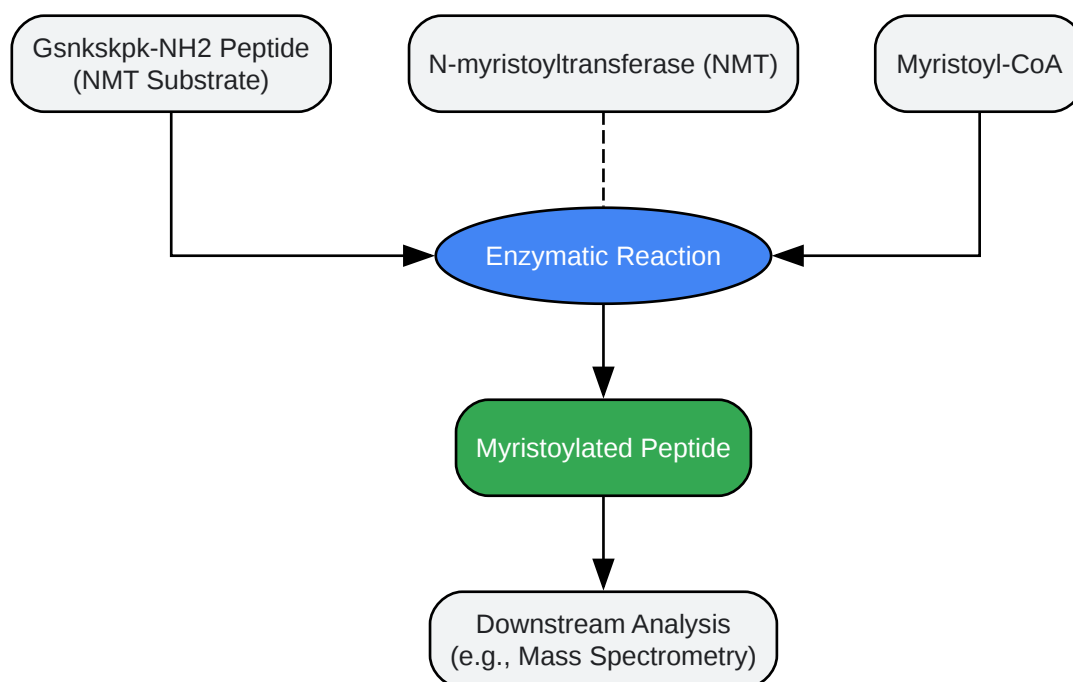 Gsnkskpk-NH2 Peptide
(NMT Substrate)
N-myristoyltransferase (NMT)
Myristoyl-CoA
Enzymatic Reaction
Myristoylated Peptide
Downstream Analysis
(e.g., Mass Spectrometry)